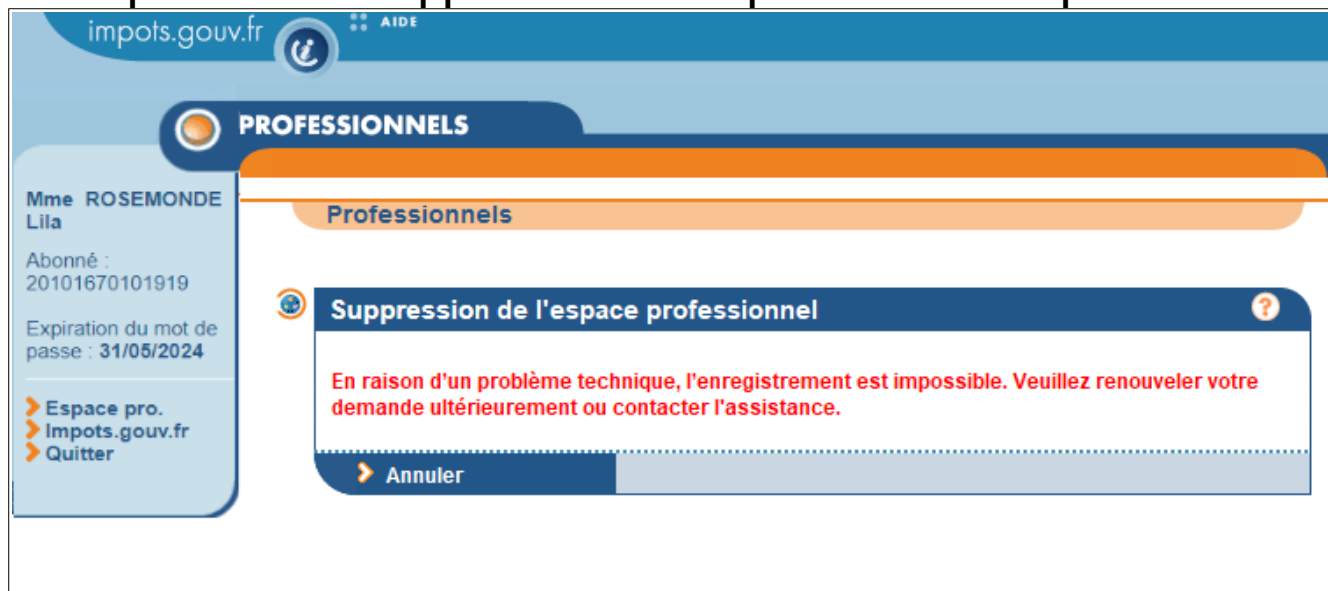 impots.gouv.fr
AIDE
PROFESSIONNELS
Mme ROSEMONDE
Lila
Abonné :
20101670101919
Expiration du mot de
passe : 31/05/2024
Espace pro.
Impots.gouv.fr
Quitter
Professionnels
Suppression de l'espace professionnel
?
En raison d’un problème technique, l’enregistrement est impossible. Veuillez renouveler votre
demande ultérieurement ou contacter l'assistance.
Annuler